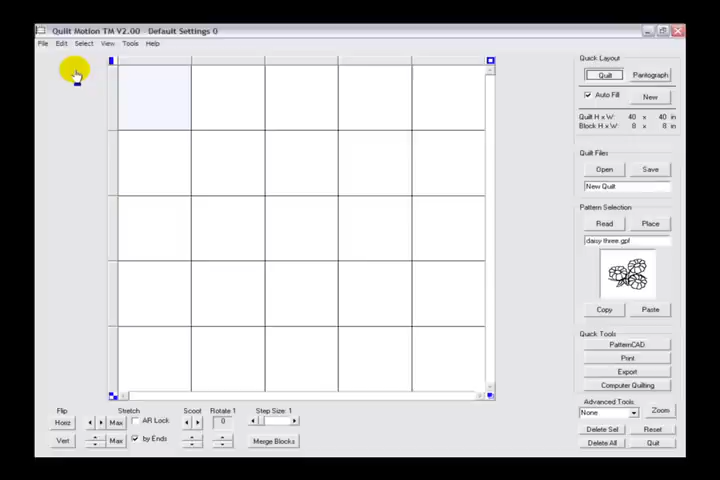 Quilt Motion TM V2.00 Default Settings 0
File Edit Select View Tools Help
Quick Layout
Quilt Pantograph
Auto Fill New
Quilt H x W: 40 x 40 in
Block H x W: 8 x 8 in
Quilt Files
Open Save
New Quilt
Pattern Selection
Read Place
daisy three.gpf
Copy Paste
Quick Tools
PatternCAD
Print
Export
Computer Quilting
Advanced Tools
None Zoom
Delete Sel Reset
Delete All Quit
Flip Stretch Scoot Rotate 1 Step Size: 1
Horiz Max AR Lock 0
Vert Max by Ends Merge Blocks